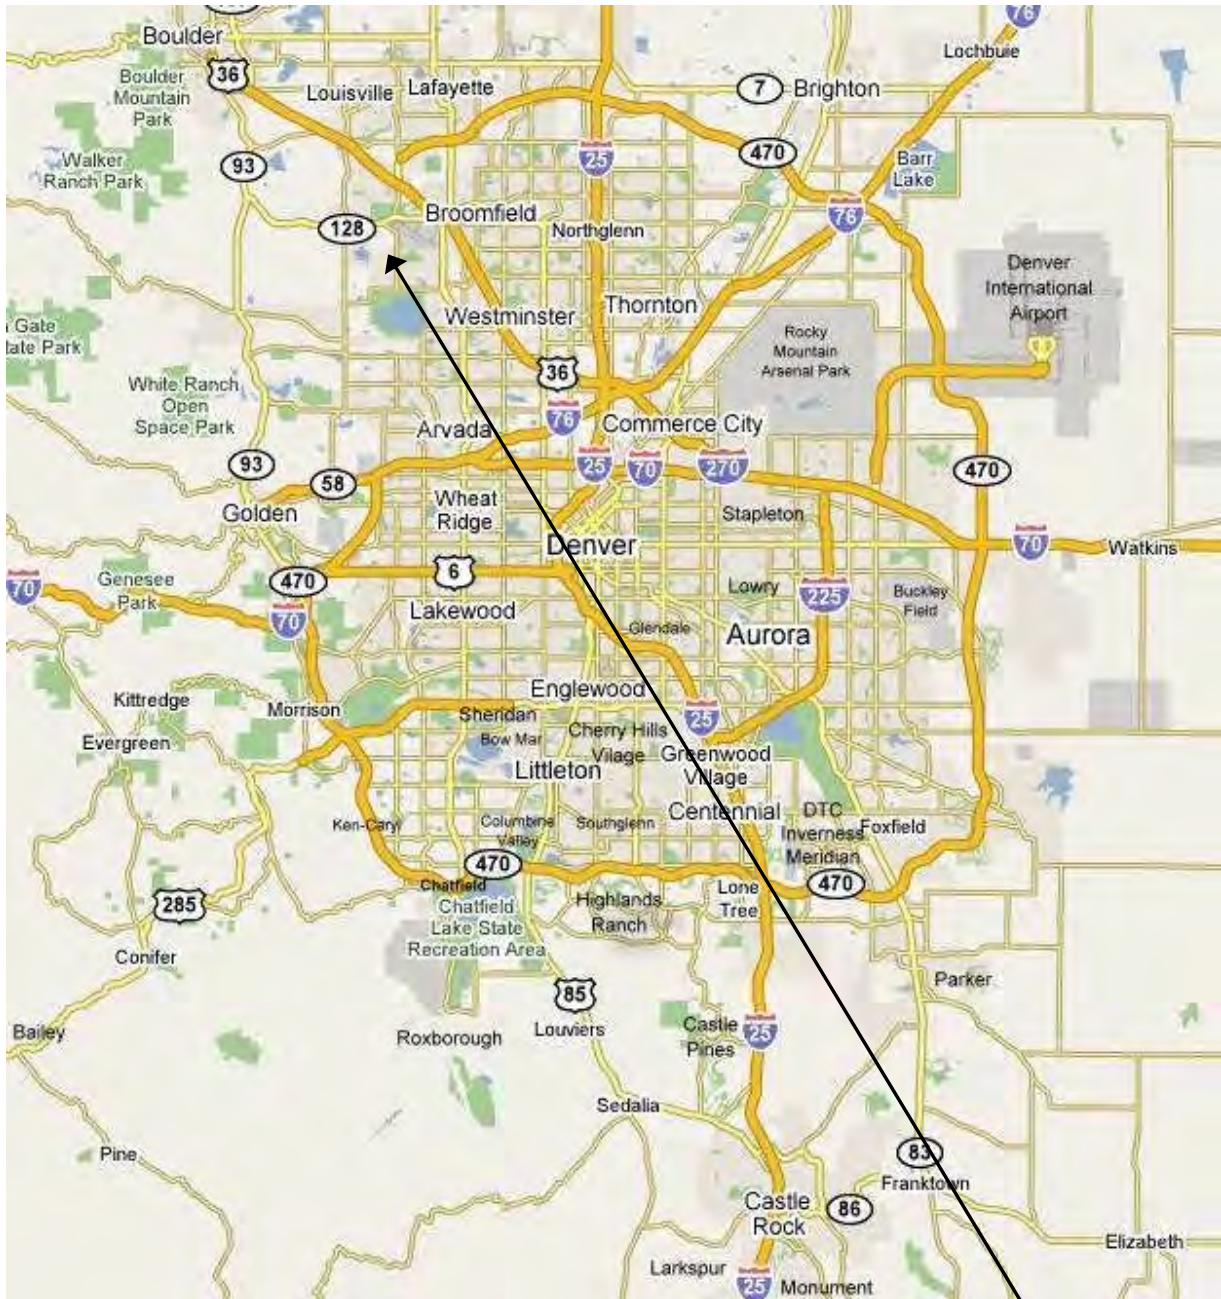 76
Boulder
Lochbuie
36
Boulder
Mountain
Park
Louisville
Lafayette
7
Brighton
Walker
Ranch Park
93
25
470
Barr
Lake
128
Broomfield
Northglenn
76
Denver
International
Airport
Gate
tate Park
Westminster
Thornton
Rocky
Mountain
Arsenal Park
White Ranch
Open
Space Park
36
76
Arvada
Commerce City
93
58
25
70
270
470
Golden
Wheat
Ridge
Stapleton
Denver
70
Watkins
70
Genesee
Park
470
6
70
Lakewood
Lowry
225
Buckley
Field
Glendale
Aurora
Kittredge
Morrison
Englewood
Sheridan
25
Evergreen
Bow Mar
Cherry Hills
Village
Greenwood
Village
Littleton
Centennial
DTC
Inverness
Meridian
Foxfield
Ken-Caryl
Columbine
Valley
Southglenn
470
Chatfield
Chatfield
Lake State
Recreation Area
Highlands
Ranch
Lone
Tree
470
285
Conifer
Parker
85
Bailey
Roxborough
Louviers
Castle
Pines
25
Sedalia
Pine
83
Franktown
Castle
Rock
86
Elizabeth
Larkspur
25
Monument